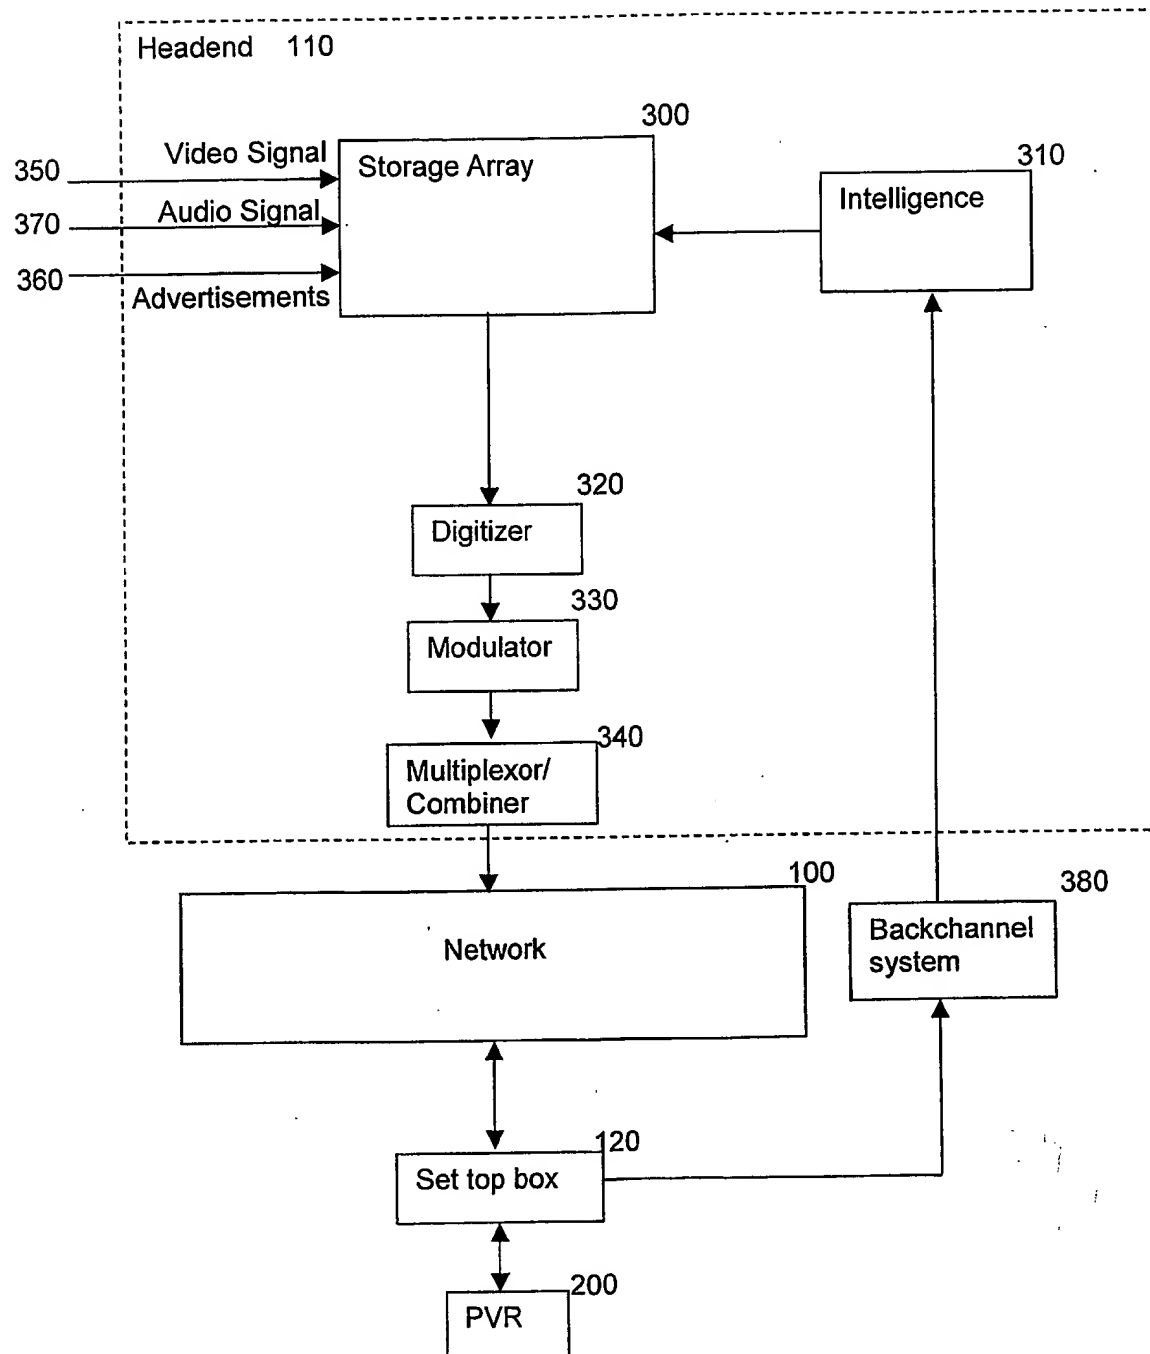 Headend 110
300
310
Video Signal
Storage Array
Intelligence
350
Audio Signal
370
360
Advertisements
320
Digitizer
330
Modulator
340
Multiplexor/
Combiner
100
380
Network
Backchannel
system
120
Set top box
200
PVR